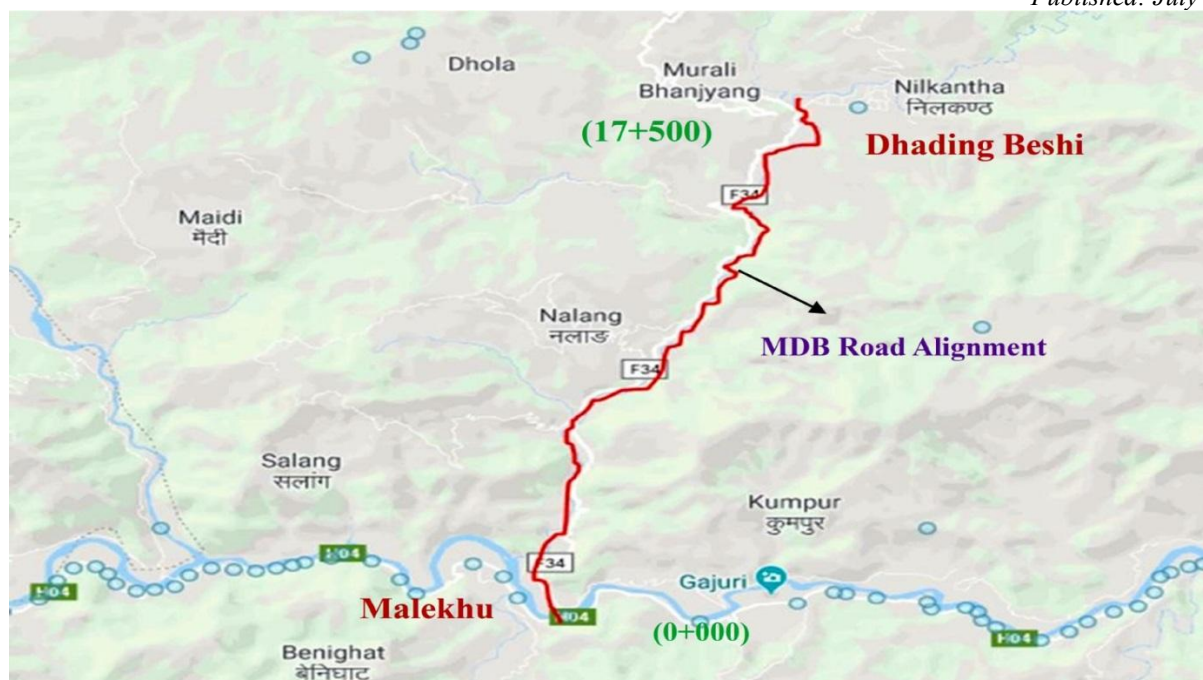 Published: July
Dhola
Murali
Bhanjyang
Nilkantha
निलकण्ठ
(17+500)
Dhading Beshi
F34
Maidi
मैदी
Nalang
नलाङ
MDB Road Alignment
F34
Salang
सलांग
Kumpur
कुमपुर
H04
F34
Gajuri
H04
Malekhu
H04
(0+000)
H04
Benighat
बेनिघाट